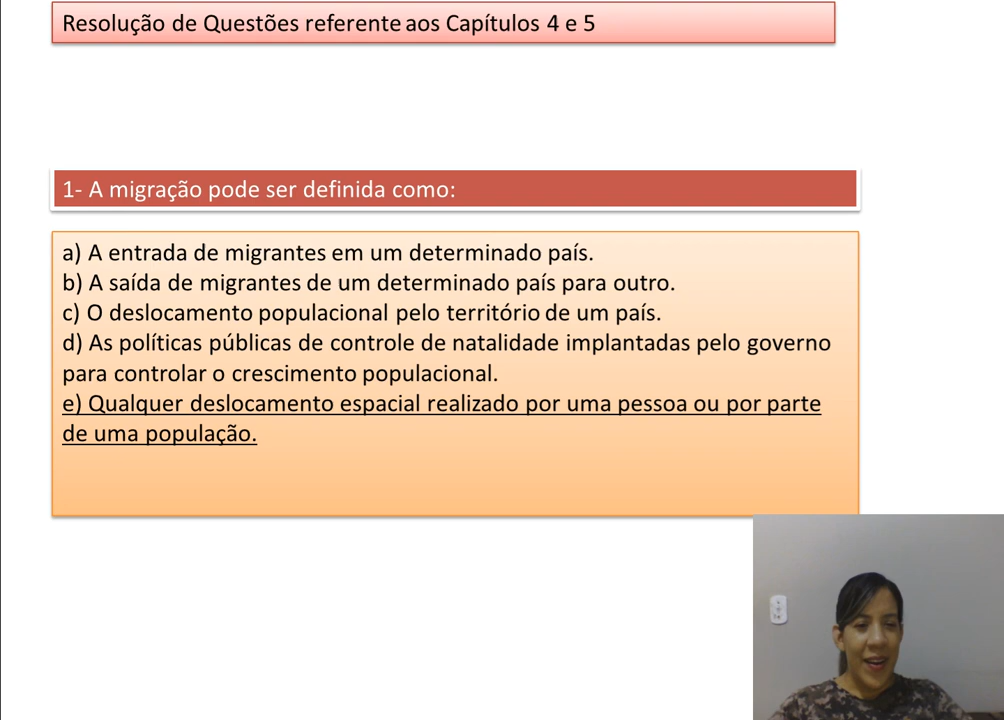 Resolução de Questões referente aos Capítulos 4 e 5
1- A migração pode ser definida como:
a) A entrada de migrantes em um determinado país.
b) A saída de migrantes de um determinado país para outro.
c) O deslocamento populacional pelo território de um país.
d) As políticas públicas de controle de natalidade implantadas pelo governo
para controlar o crescimento populacional.
e) Qualquer deslocamento espacial realizado por uma pessoa ou por parte
de uma população.